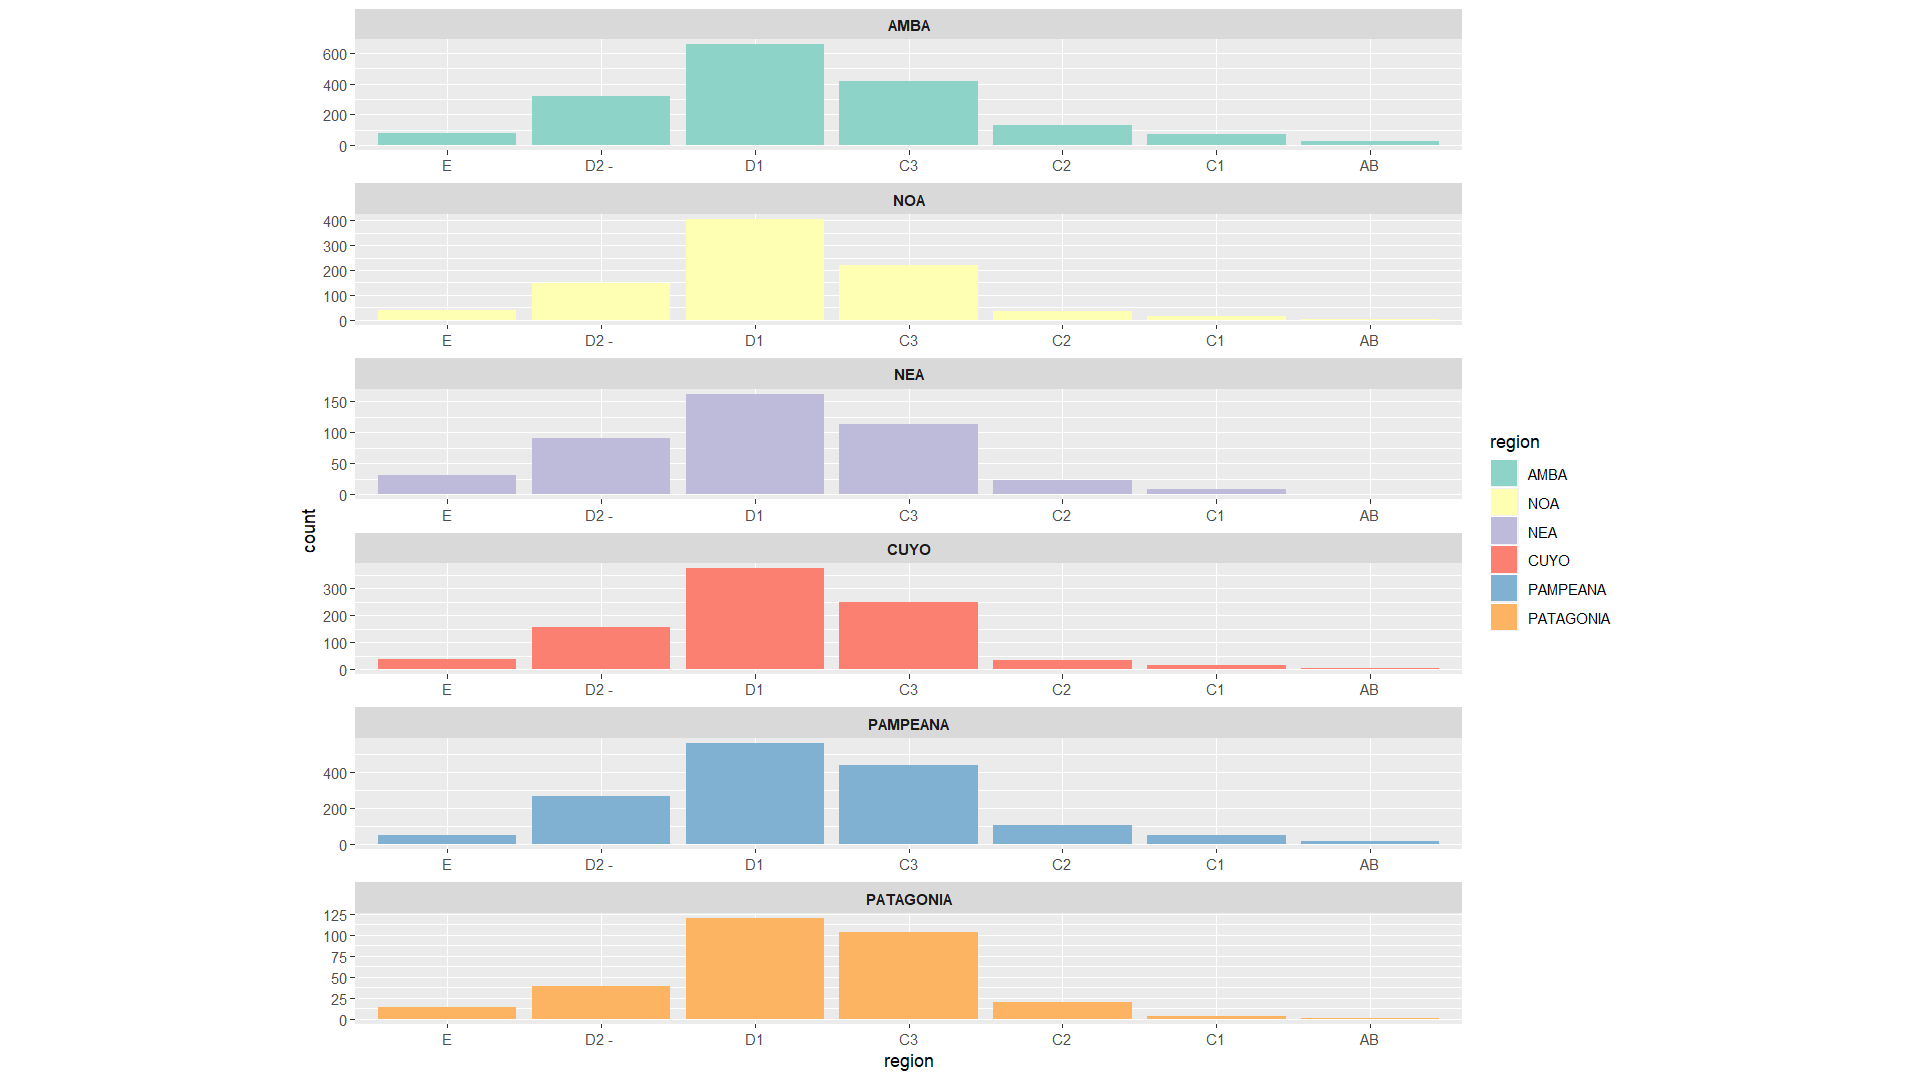 AMBA
600
400
200
0
E D2 - D1 C3 C2 C1 AB
NOA
400
300
200
100
0
E D2 - D1 C3 C2 C1 AB
NEA
150
100
50
0
E D2 - D1 C3 C2 C1 AB
CUYO
300
200
100
0
E D2 - D1 C3 C2 C1 AB
PAMPEANA
400
200
0
E D2 - D1 C3 C2 C1 AB
PATAGONIA
125
100
75
50
25
0
E D2 - D1 C3 C2 C1 AB
region
count
region
AMBA
NOA
NEA
CUYO
PAMPEANA
PATAGONIA